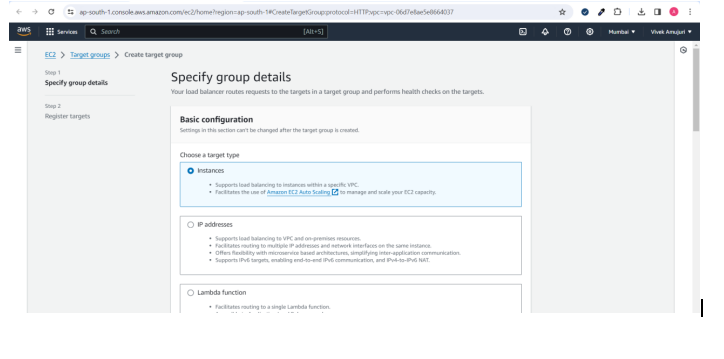 ap-south-1.console.aws.amazon.com/ec2/home?region=ap-south-1#CreateTargetGroup:protocol=HTTP;vpc=vpc-06d7e8ae5e8664037
aws Services Search [Alt+S] Mumbai ▼ Vivek Amujuri ▼
EC2 > Target groups > Create target group
Step 1
Specify group details
Step 2
Register targets
Specify group details
Your load balancer routes requests to the targets in a target group and performs health checks on the targets.
Basic configuration
Settings in this section can't be changed after the target group is created.
Choose a target type
Instances
• Supports load balancing to instances within a specific VPC.
• Facilitates the use of Amazon EC2 Auto Scaling to manage and scale your EC2 capacity.
IP addresses
• Supports load balancing to VPC and on-premises resources.
• Facilitates routing to multiple IP addresses and network interfaces on the same instance.
• Offers flexibility with microservice based architectures, simplifying inter-application communication.
• Supports IPv6 targets, enabling end-to-end IPv6 communication, and IPv4-to-IPv6 NAT.
Lambda function
• Facilitates routing to a single Lambda function.